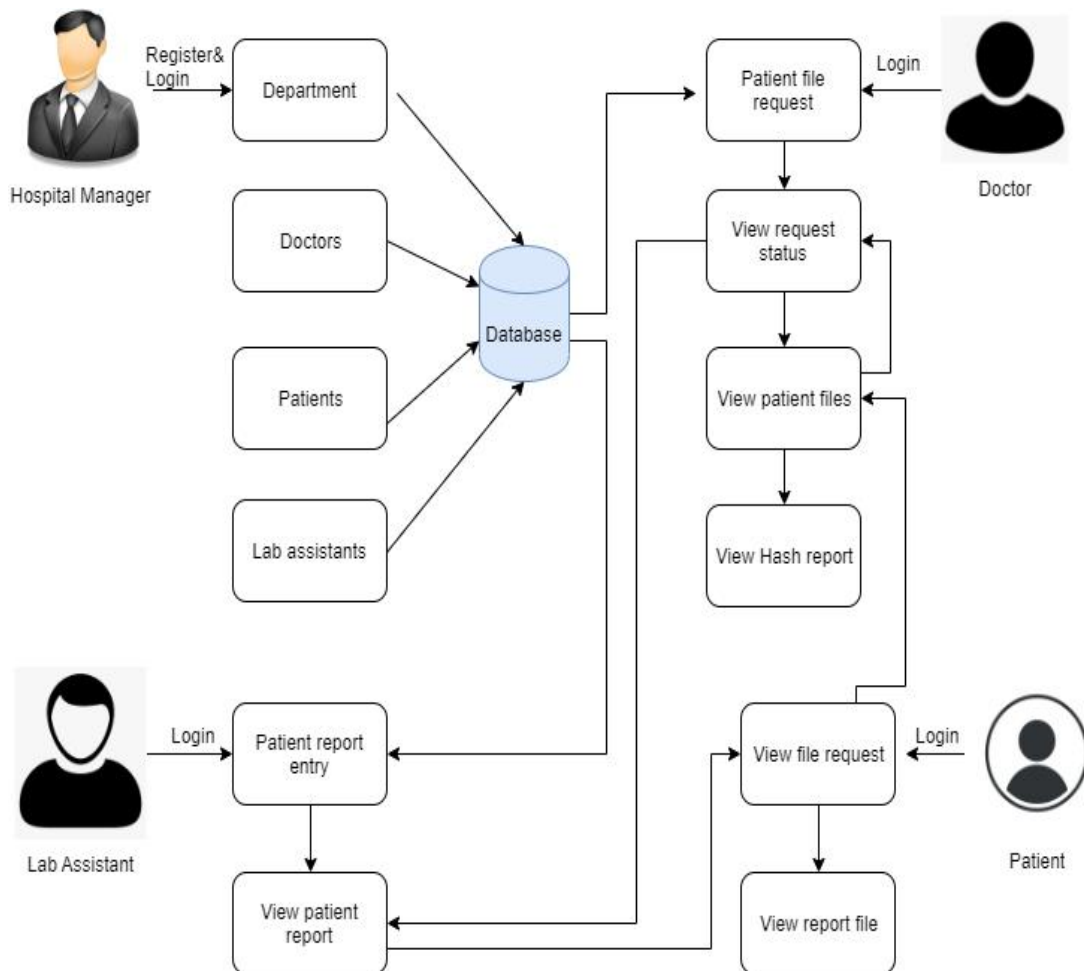 Register&
Login
Department
Hospital Manager
Doctors
Patients
Lab assistants
Database
Patient file
request
Login
Doctor
View request
status
View patient files
View Hash report
Login
Patient report
entry
Lab Assistant
View patient
report
View file request
Login
Patient
View report file